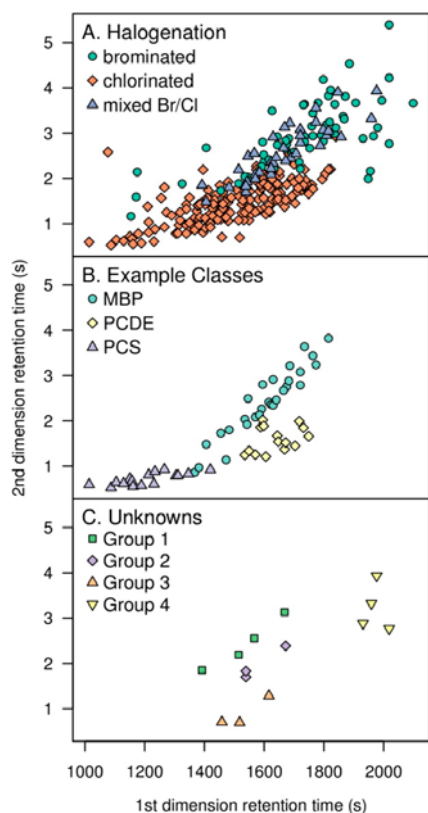 A. Halogenation
brominated
chlorinated
mixed Br/Cl
5
4
3
2
1
B. Example Classes
MBP
PCDE
PCS
5
4
3
2
1
C. Unknowns
Group 1
Group 2
Group 3
Group 4
5
4
3
2
1
2nd dimension retention time (s)
1000 1200 1400 1600 1800 2000
1st dimension retention time (s)